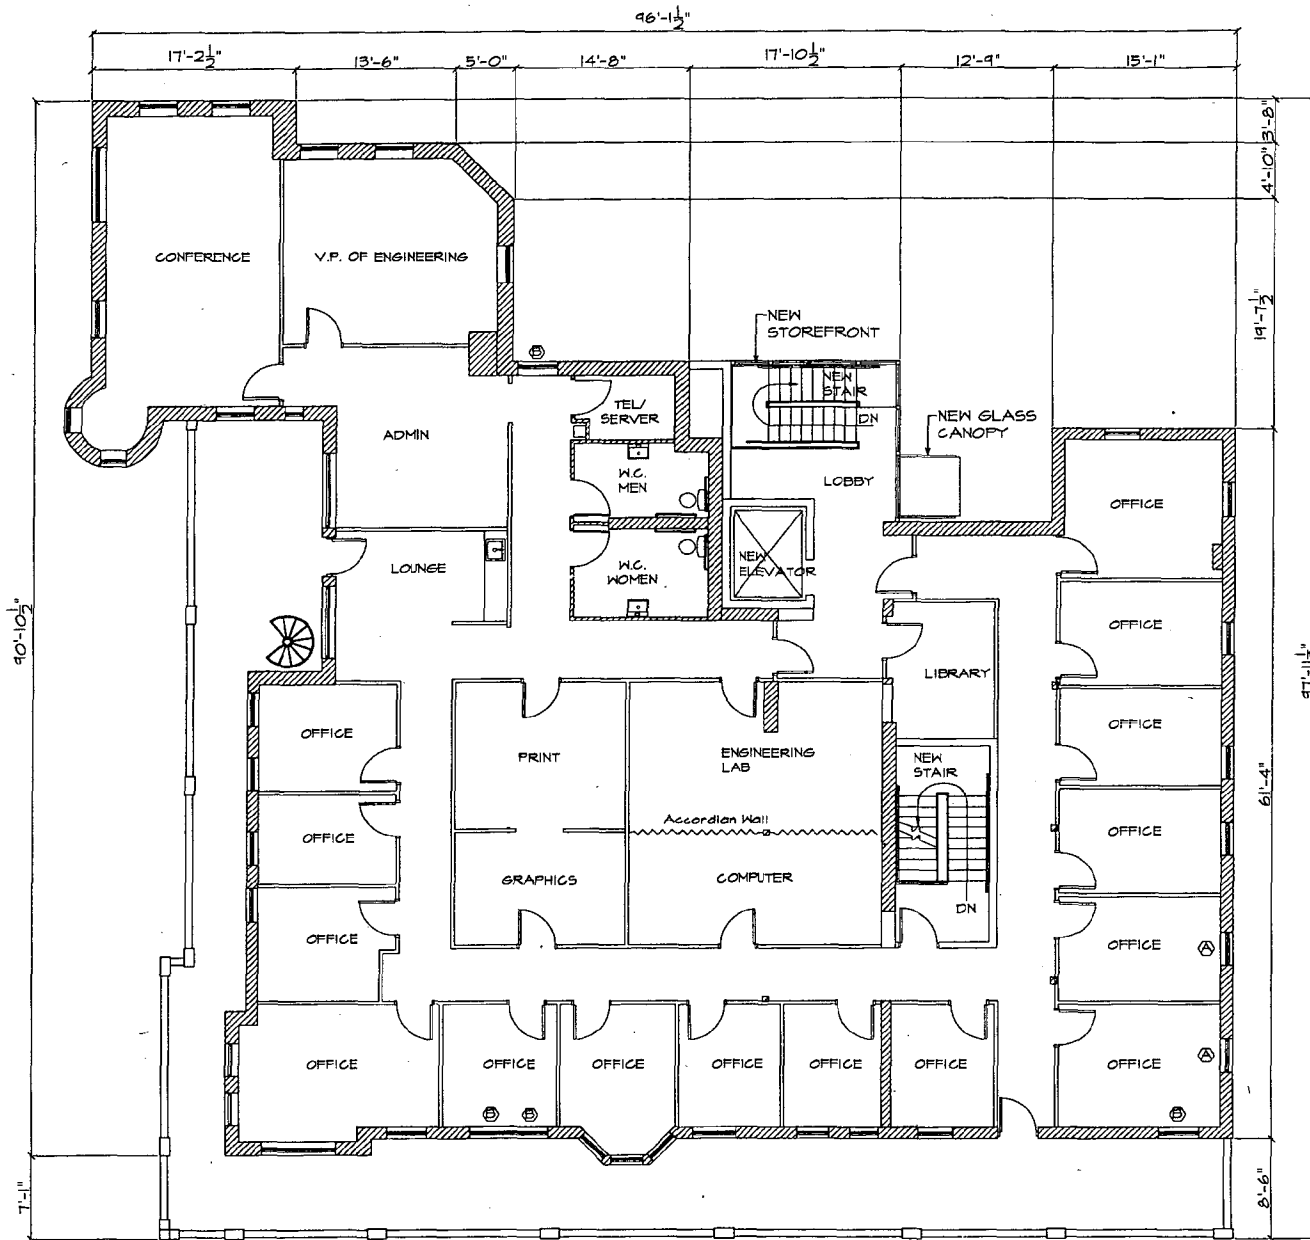 96'-1½"
17'-2½"
13'-6"
5'-0"
14'-8"
17'-10½"
12'-9"
15'-1"
3'-8"
4'-10"
19'-7½"
CONFERENCE
V.P. OF ENGINEERING
NEW
STOREFRONT
B
NEW
STAIR
DN
TEL/
SERVER
NEW GLASS
CANOPY
ADMIN
W.C.
MEN
LOBBY
OFFICE
LOUNGE
W.C.
WOMEN
NEW
ELEVATOR
OFFICE
90'-10½"
LIBRARY
OFFICE
PRINT
ENGINEERING
LAB
NEW
STAIR
OFFICE
61'-4"
Accordian Wall
OFFICE
OFFICE
GRAPHICS
COMPUTER
DN
OFFICE
OFFICE
A
OFFICE
OFFICE
OFFICE
OFFICE
OFFICE
OFFICE
OFFICE
A
B
B
B
7'-1"
8'-6"